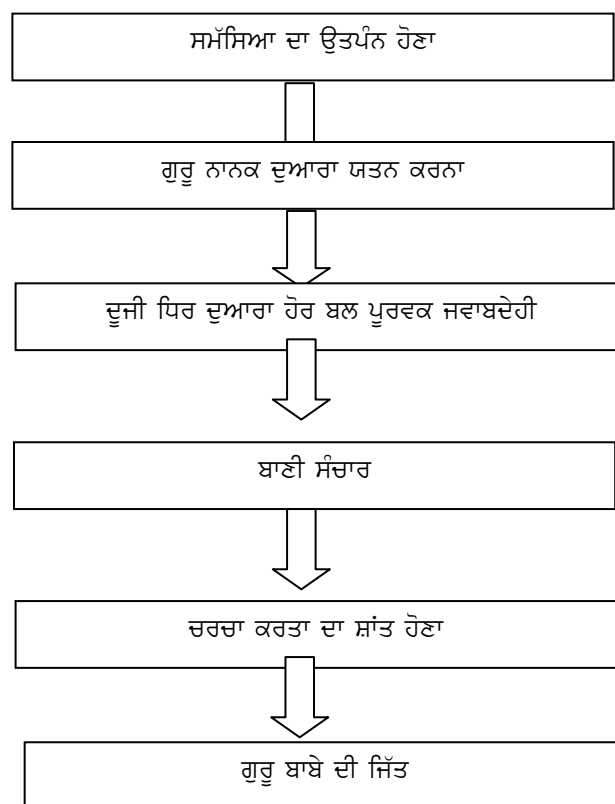 ਸਮੱਸਿਆ ਦਾ ਉਤਪੰਨ ਹੋਣਾ
ਗੁਰੂ ਨਾਨਕ ਦੁਆਰਾ ਯਤਨ ਕਰਨਾ
ਦੂਜੀ ਧਿਰ ਦੁਆਰਾ ਹੋਰ ਬਲ ਪੂਰਵਕ ਜਵਾਬਦੇਹੀ
ਬਾਣੀ ਸੰਚਾਰ
ਚਰਚਾ ਕਰਤਾ ਦਾ ਸ਼ਾਂਤ ਹੋਣਾ
ਗੁਰੂ ਬਾਬੇ ਦੀ ਜਿੱਤ